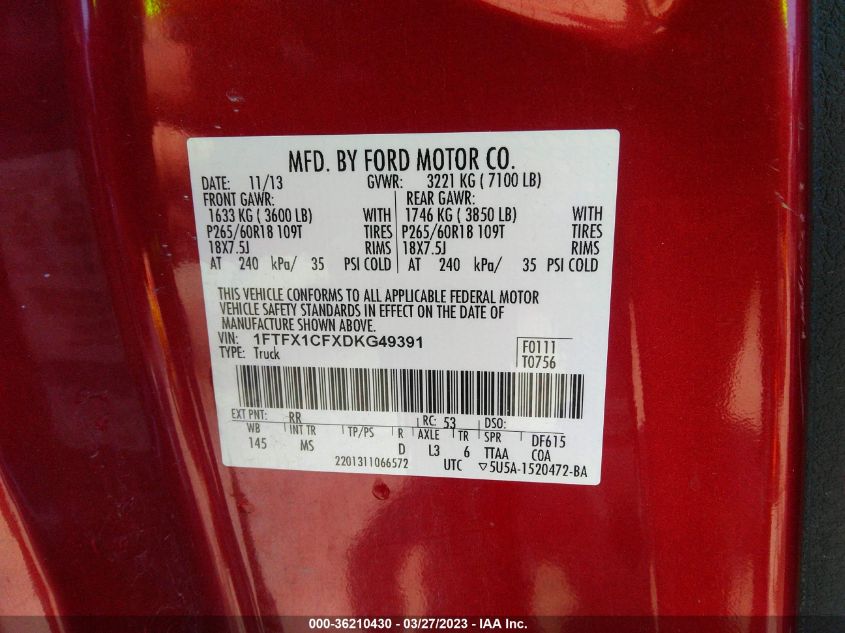 MFD. BY FORD MOTOR CO.
DATE: 11/13 GVWR: 3221 KG ( 7100 LB)
FRONT GAWR: REAR GAWR:
1633 KG ( 3600 LB) WITH 1746 KG ( 3850 LB) WITH
P265/60R18 109T TIRES P265/60R18 109T TIRES
18X7.5J RIMS 18X7.5J RIMS
AT 240 kPa/ 35 PSI COLD AT 240 kPa/ 35 PSI COLD
THIS VEHICLE CONFORMS TO ALL APPLICABLE FEDERAL MOTOR
VEHICLE SAFETY STANDARDS IN EFFECT ON THE DATE OF
MANUFACTURE SHOWN ABOVE.
VIN: 1FTFX1CFXDKG49391 F0111
TYPE: Truck T0756
EXT PNT: RR RC: 53 DSO:
WB INT TR TP/PS R AXLE TR SPR DF615
145 MS D L3 6 TTAA COA
2201311066572 UTC ▽5U5A-1520472-BA
000-36210430 - 03/27/2023 - IAA Inc.